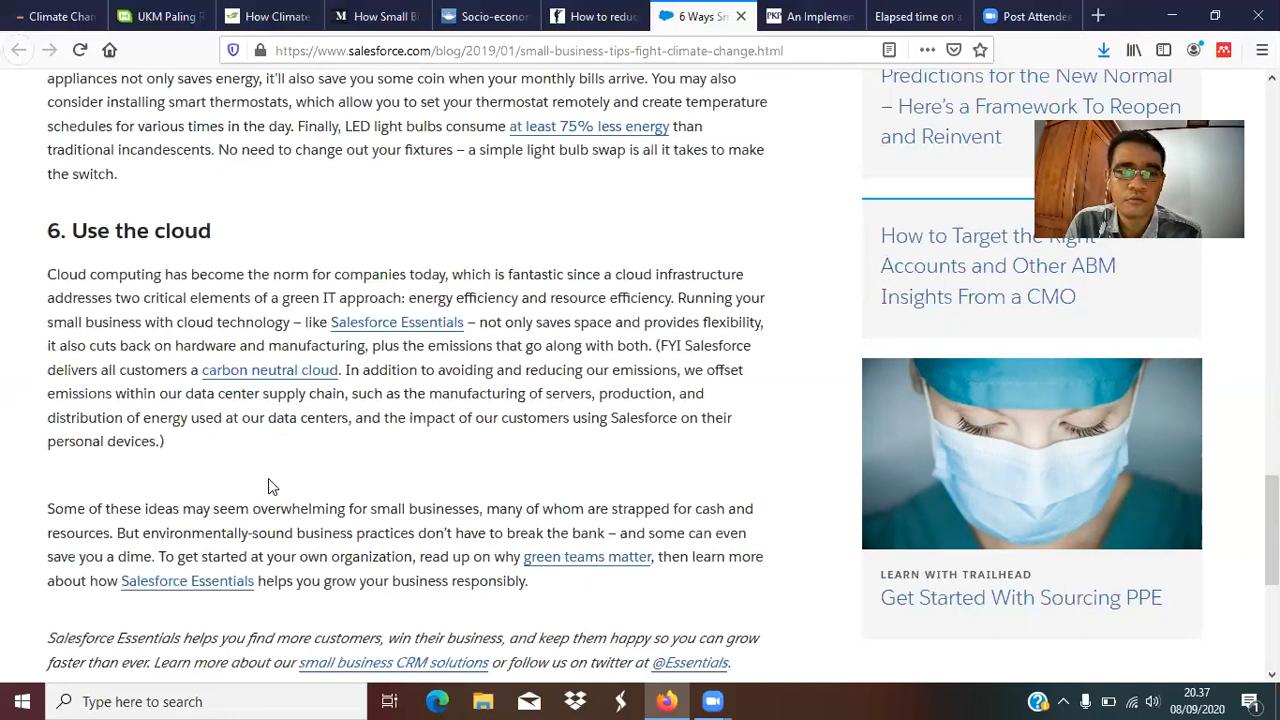 Climate Chan
UKM Paling R
How Climate
How Small B
Socio-econo
How to reduc
6 Ways Sm
An Implemen
Elapsed time on a
Post Attendee
https://www.salesforce.com/blog/2019/01/small-business-tips-fight-climate-change.html
appliances not only saves energy, it'll also save you some coin when your monthly bills arrive. You may also
consider installing smart thermostats, which allow you to set your thermostat remotely and create temperature
schedules for various times in the day. Finally, LED light bulbs consume at least 75% less energy than
traditional incandescents. No need to change out your fixtures – a simple light bulb swap is all it takes to make
the switch.
6. Use the cloud
Cloud computing has become the norm for companies today, which is fantastic since a cloud infrastructure
addresses two critical elements of a green IT approach: energy efficiency and resource efficiency. Running your
small business with cloud technology – like Salesforce Essentials – not only saves space and provides flexibility,
it also cuts back on hardware and manufacturing, plus the emissions that go along with both. (FYI Salesforce
delivers all customers a carbon neutral cloud. In addition to avoiding and reducing our emissions, we offset
emissions within our data center supply chain, such as the manufacturing of servers, production, and
distribution of energy used at our data centers, and the impact of our customers using Salesforce on their
personal devices.)
Some of these ideas may seem overwhelming for small businesses, many of whom are strapped for cash and
resources. But environmentally-sound business practices don't have to break the bank – and some can even
save you a dime. To get started at your own organization, read up on why green teams matter, then learn more
about how Salesforce Essentials helps you grow your business responsibly.
Salesforce Essentials helps you find more customers, win their business, and keep them happy so you can grow
faster than ever. Learn more about our small business CRM solutions or follow us on twitter at @Essentials.
Predictions for the New Normal
– Here's a Framework To Reopen
and Reinvent
How to Target the Right
Accounts and Other ABM
Insights From a CMO
LEARN WITH TRAILHEAD
Get Started With Sourcing PPE
Type here to search
20.37
08/09/2020